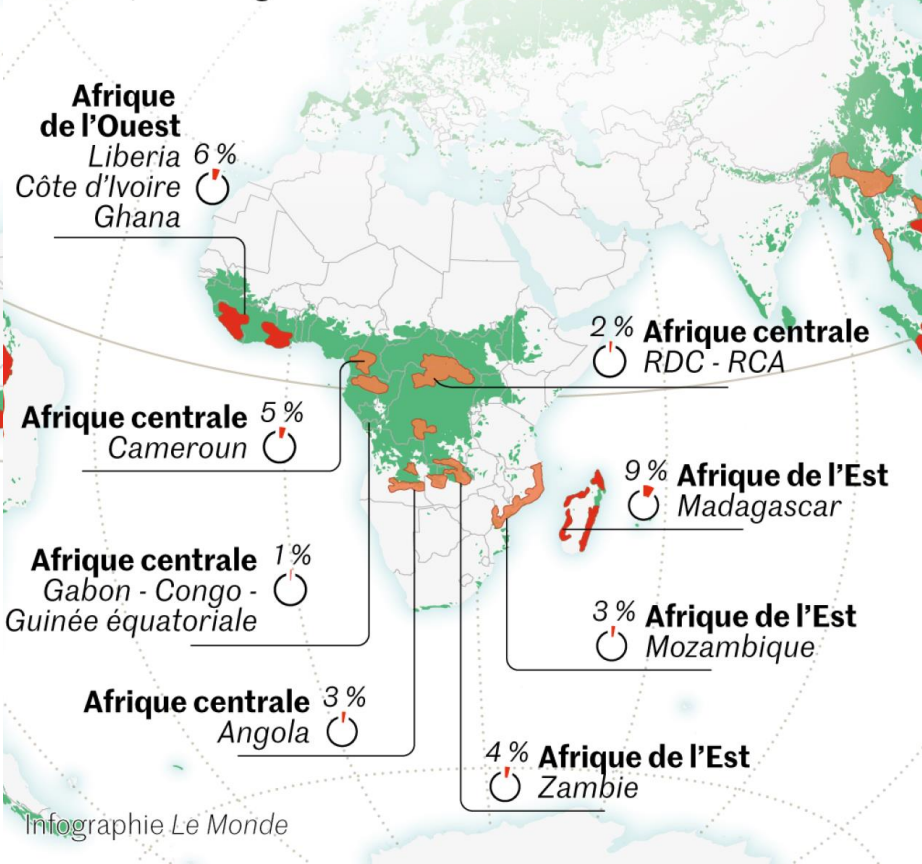 Afrique
de l'Ouest
Liberia 6 %
Côte d'Ivoire
Ghana
2 % Afrique centrale
RDC - RCA
Afrique centrale 5 %
Cameroun
9 % Afrique de l'Est
Madagascar
Afrique centrale 1 %
Gabon - Congo -
Guinée équatoriale
3 % Afrique de l'Est
Mozambique
Afrique centrale 3 %
Angola
4 % Afrique de l'Est
Zambie
Infographie Le Monde